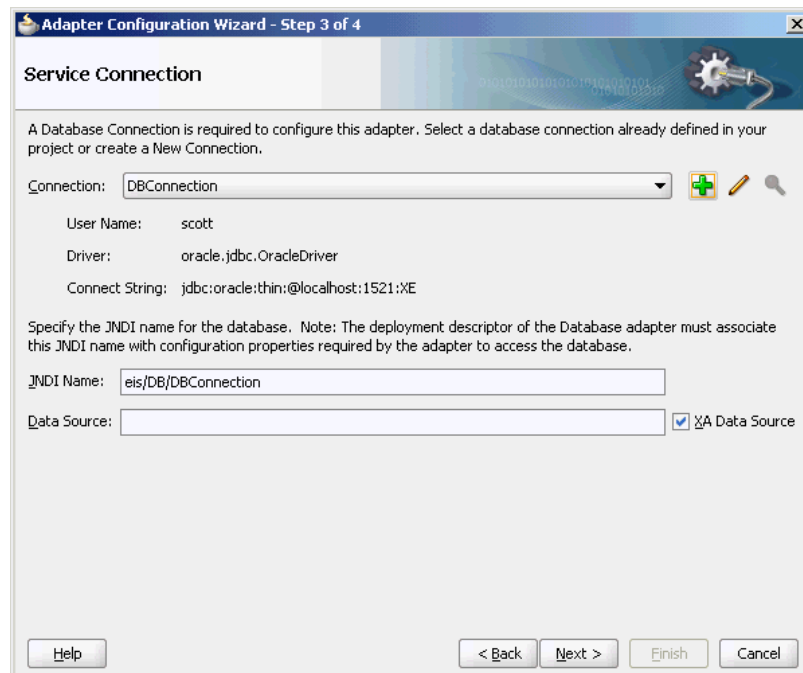 Adapter Configuration Wizard - Step 3 of 4
Service Connection
A Database Connection is required to configure this adapter. Select a database connection already defined in your
project or create a New Connection.
Connection: DBConnection
User Name: scott
Driver: oracle.jdbc.OracleDriver
Connect String: jdbc:oracle:thin:@localhost:1521:XE
Specify the JNDI name for the database. Note: The deployment descriptor of the Database adapter must associate
this JNDI name with configuration properties required by the adapter to access the database.
JNDI Name: eis/DB/DBConnection
Data Source: XA Data Source
Help < Back Next > Finish Cancel